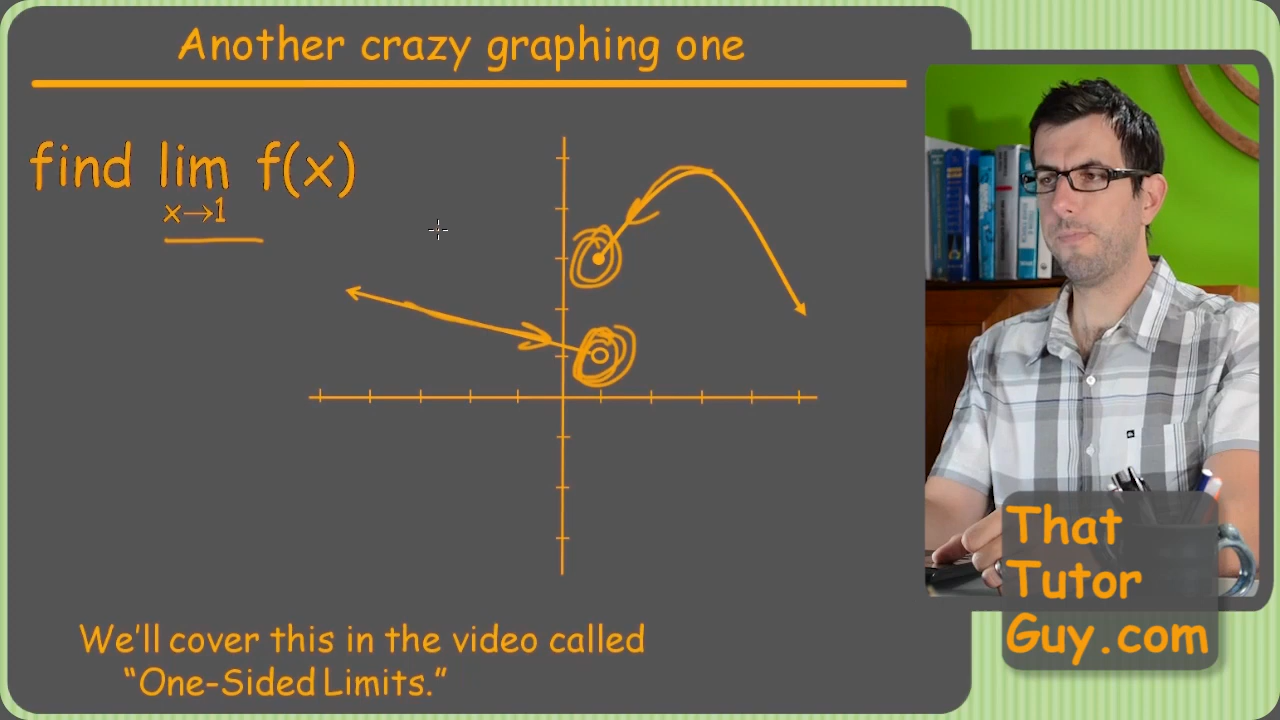 Another crazy graphing one
find lim f(x)
x→1
We'll cover this in the video called
"One-Sided Limits."
That
Tutor
Guy.com